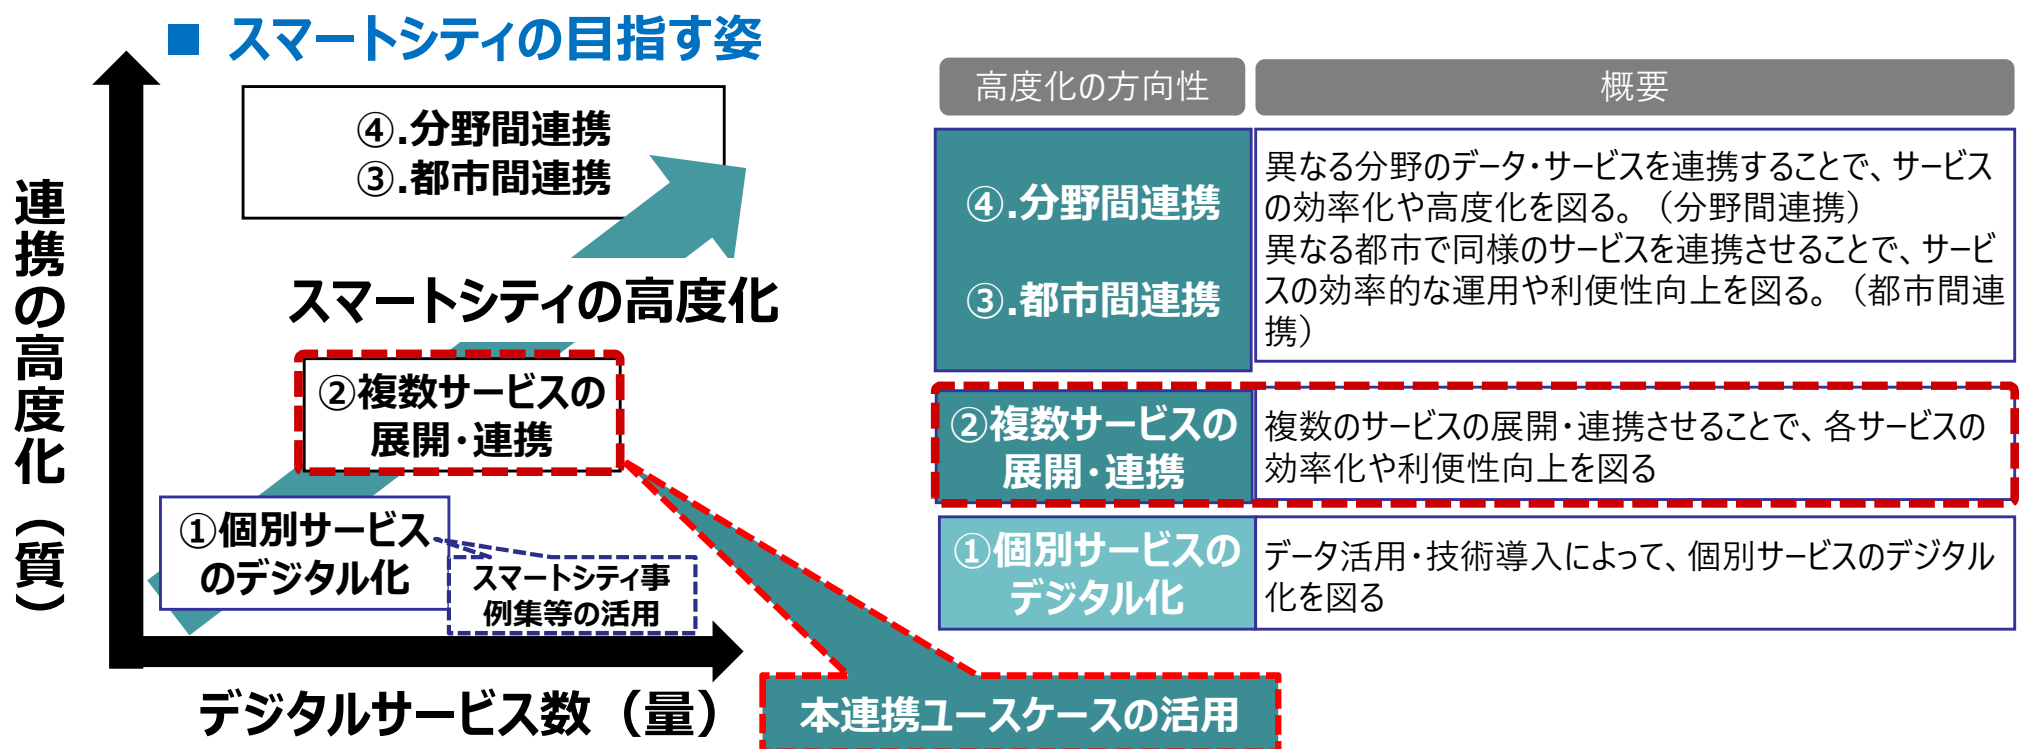 ■ スマートシティの目指す姿
連携の高度化（質）
④.分野間連携
③.都市間連携
スマートシティの高度化
②複数サービスの
展開・連携
①個別サービス
のデジタル化
スマートシティ事
例集等の活用
デジタルサービス数（量）
本連携ユースケースの活用
高度化の方向性
概要
④.分野間連携
③.都市間連携
異なる分野のデータ・サービスを連携することで、サービス
の効率化や高度化を図る。（分野間連携）
異なる都市で同様のサービスを連携させることで、サービ
スの効率的な運用や利便性向上を図る。（都市間連
携）
②複数サービスの
展開・連携
複数のサービスの展開・連携させることで、各サービスの
効率化や利便性向上を図る
①個別サービスの
デジタル化
データ活用・技術導入によって、個別サービスのデジタル
化を図る